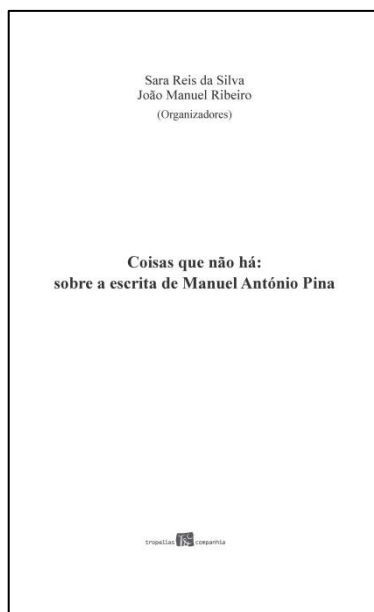 Sara Reis da Silva
João Manuel Ribeiro
(Organizadores)
Coisas que não há:
sobre a escrita de Manuel António Pina
tropelias companhia